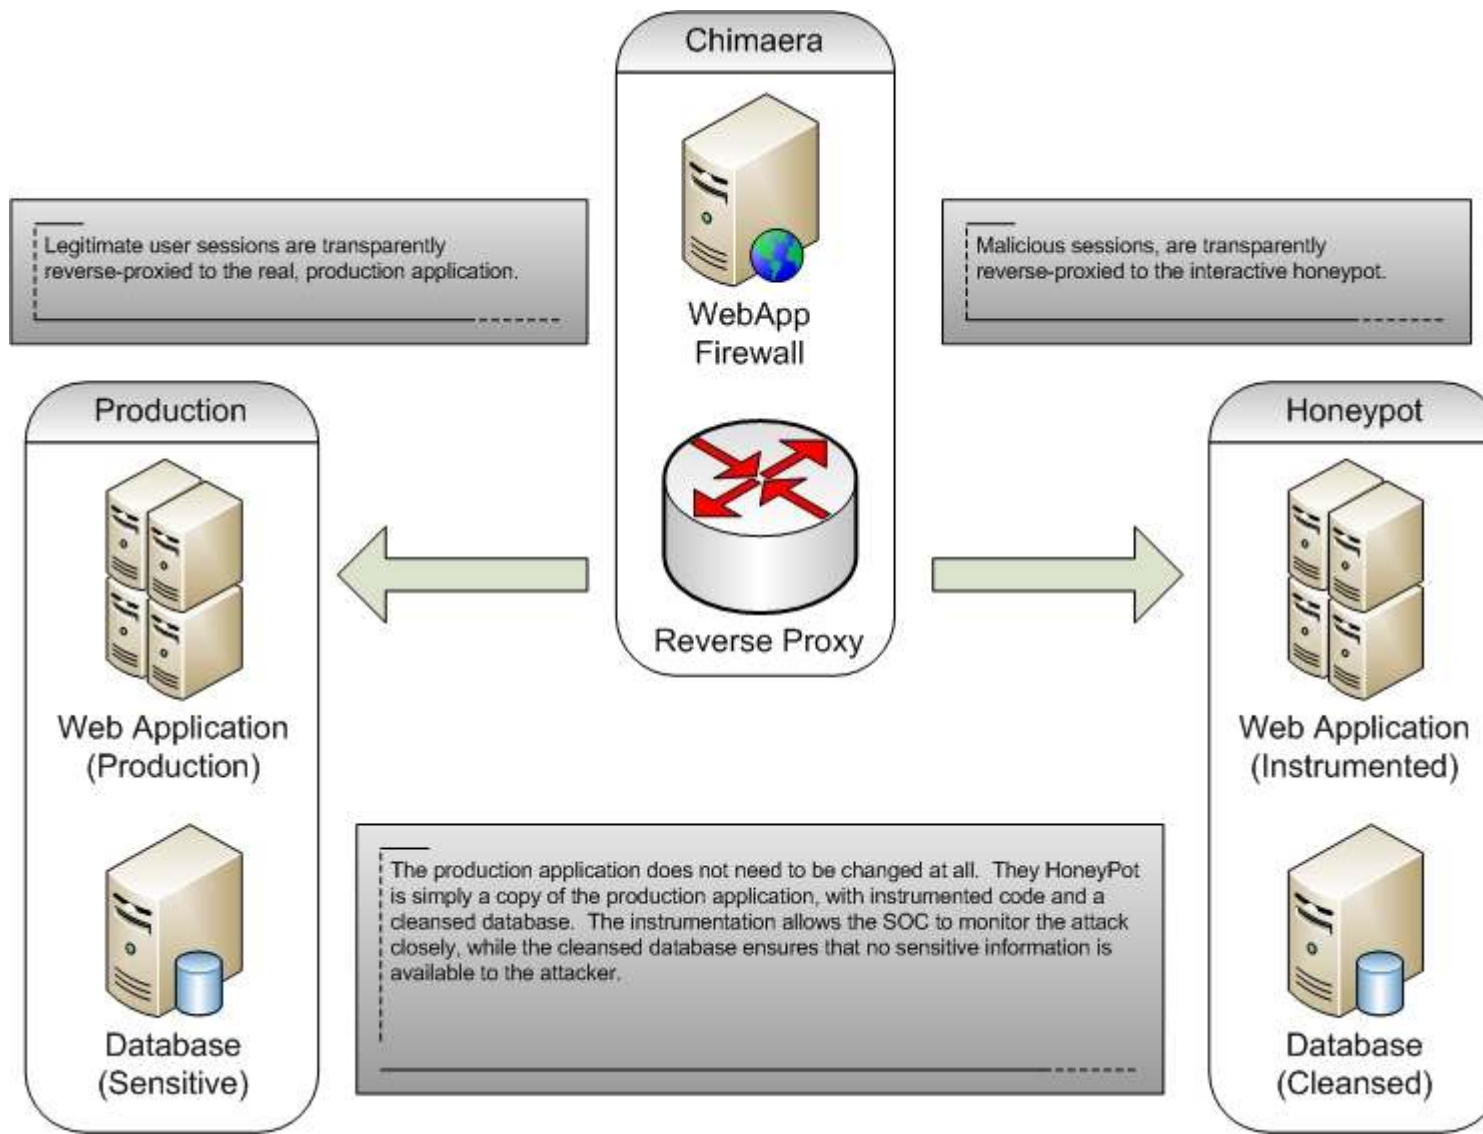 Chimaera
WebApp
Firewall
Reverse Proxy
Legitimate user sessions are transparently
reverse-proxied to the real, production application.
Malicious sessions, are transparently
reverse-proxied to the interactive honeypot.
Production
Web Application
(Production)
Database
(Sensitive)
The production application does not need to be changed at all.  They HoneyPot
is simply a copy of the production application, with instrumented code and a
cleansed database.  The instrumentation allows the SOC to monitor the attack
closely, while the cleansed database ensures that no sensitive information is
available to the attacker.
Honeypot
Web Application
(Instrumented)
Database
(Cleansed)